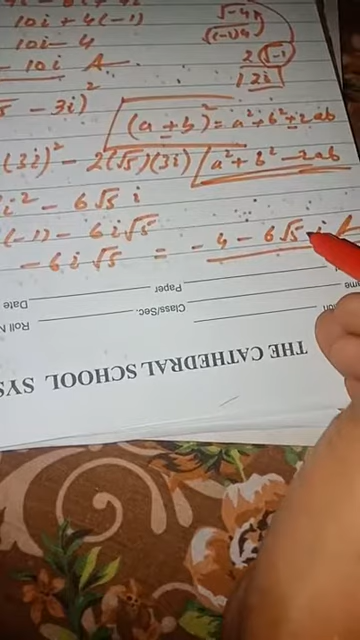 10i + 4(-1)
√-4
10i - 4
(-1)4
- 10i A
2√-1
2i
- 3i)²
(a ± b)² = a² + b² ± 2ab
(3i)² - 2(√5)(3i)
a² + b² - 2ab
i² - 6√5 i
(-1) - 6i√5
- 6i√5 = - 4 - 6√5 i
Date
Paper
Roll N
Class/Sec.
THE CATHEDRAL SCHOOL SYS